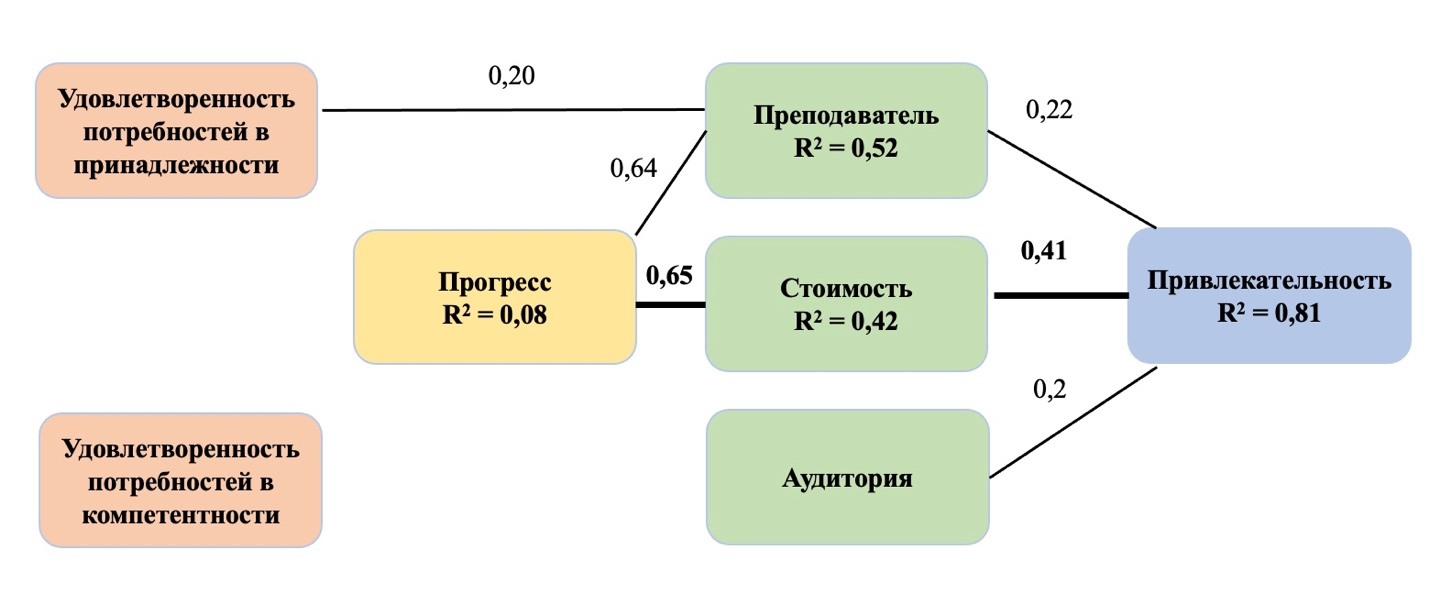 0,20
Удовлетворенность
потребностей в
принадлежности
Преподаватель
R² = 0,52
0,22
0,64
Прогресс
R² = 0,08
0,65
Стоимость
R² = 0,42
0,41
Привлекательность
R² = 0,81
0,2
Удовлетворенность
потребностей в
компетентности
Аудитория